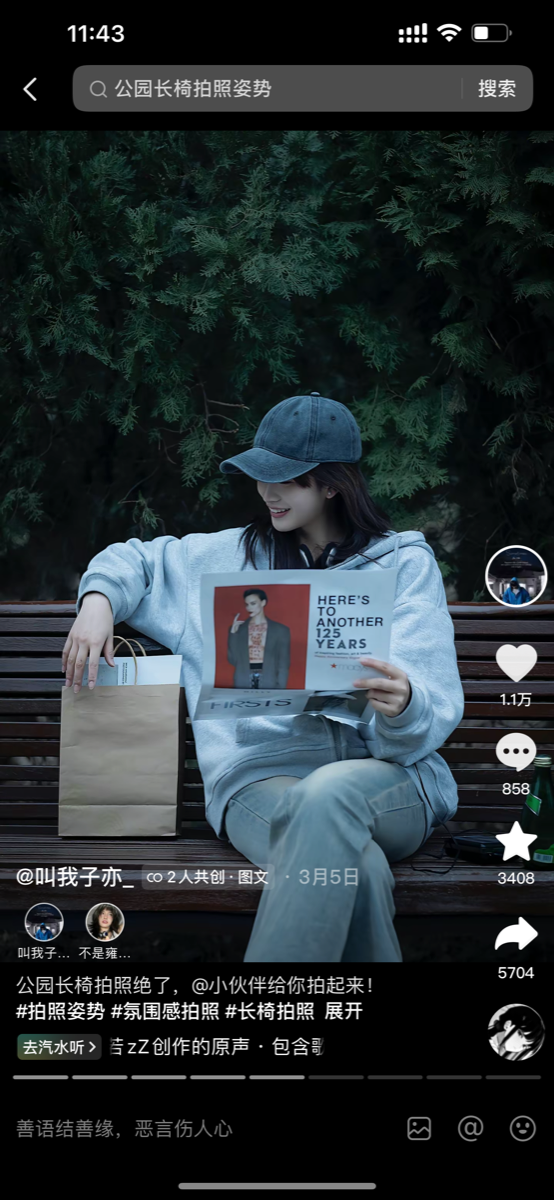 11:43
公园长椅拍照姿势
搜索
HERE'S
TO
ANOTHER
125
YEARS
1.1万
858
3408
5704
@叫我子亦_ 2人共创·图文 · 3月5日
叫我子… 不是雍…
公园长椅拍照绝了，@小伙伴给你拍起来！
#拍照姿势 #氛围感拍照 #长椅拍照 展开
去汽水听 zZ创作的原声 · 包含
善语结善缘，恶言伤人心